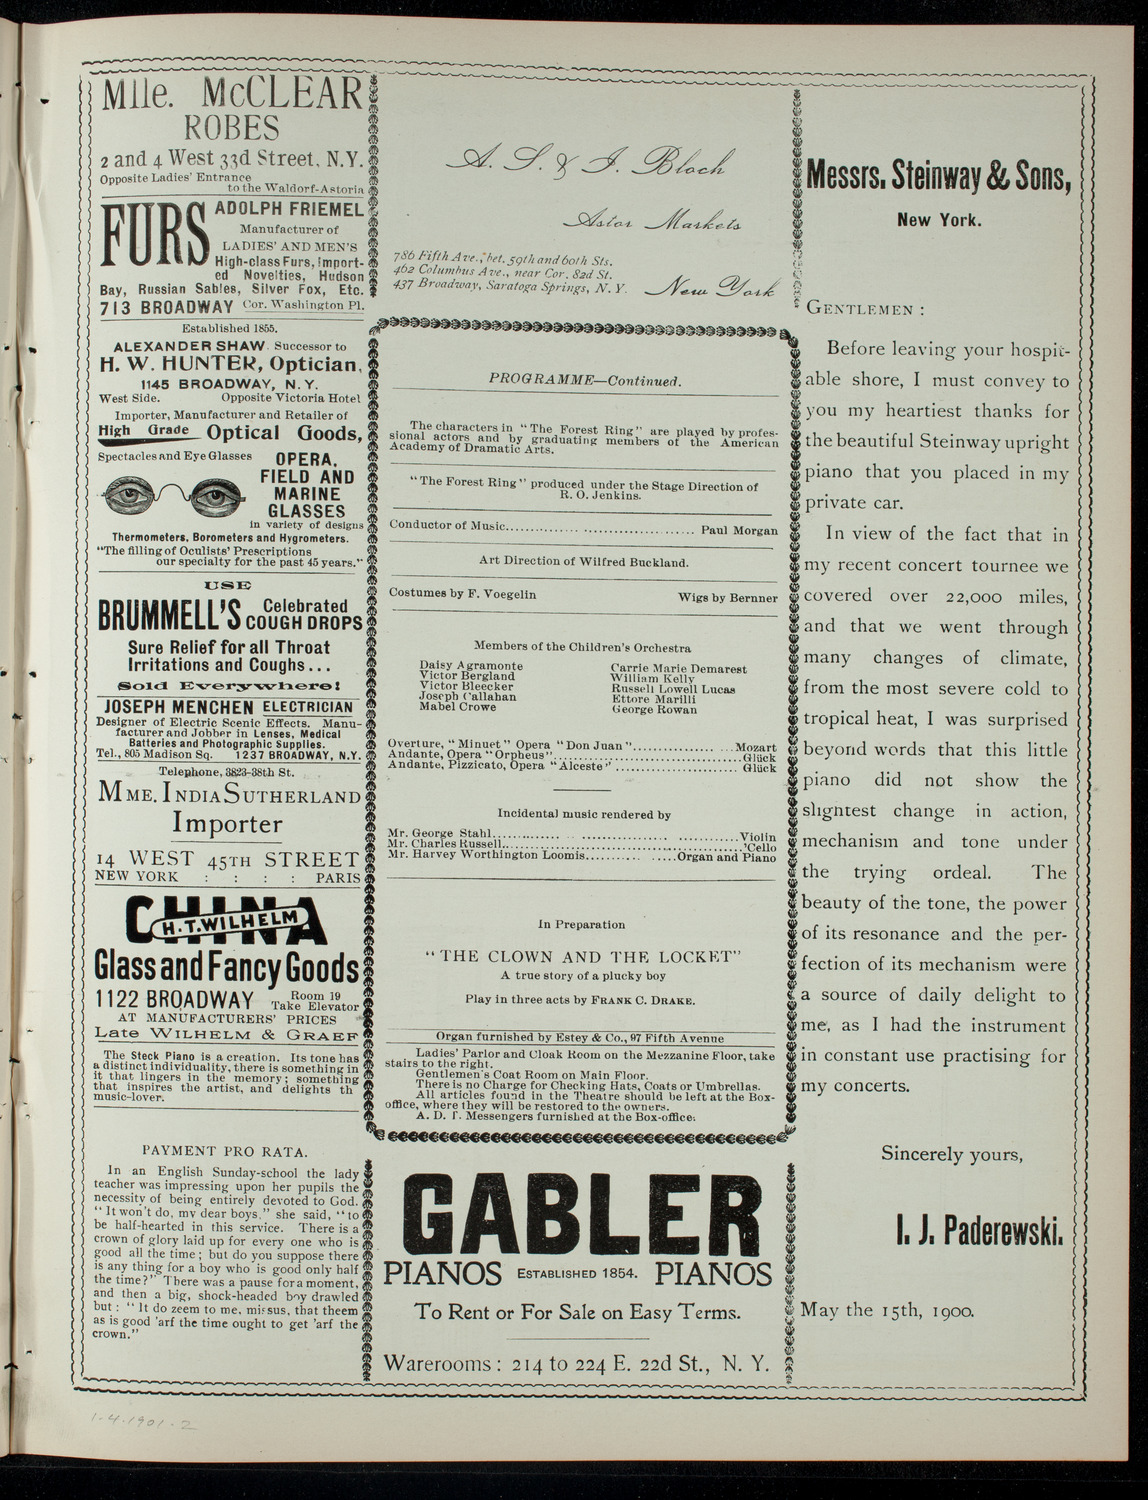 Mlle. McCLEAR
ROBES
2 and 4 West 33d Street, N.Y.
Opposite Ladies' Entrance
to the Waldorf-Astoria
FURS
ADOLPH FRIEMEL
Manufacturer of
LADIES' AND MEN'S
High-class Furs, Import-
ed Novelties, Hudson
Bay, Russian Sables, Silver Fox, Etc.
713 BROADWAY Cor. Washington Pl.
Established 1855.
ALEXANDER SHAW Successor to
H. W. HUNTER, Optician,
1145 BROADWAY, N. Y.
West Side. Opposite Victoria Hotel
Importer, Manufacturer and Retailer of
High Grade Optical Goods,
Spectacles and Eye Glasses
OPERA,
FIELD AND
MARINE
GLASSES
in variety of designs
Thermometers, Borometers and Hygrometers.
"The filling of Oculists' Prescriptions
our specialty for the past 45 years."
USE
BRUMMELL'S Celebrated
COUGH DROPS
Sure Relief for all Throat
Irritations and Coughs...
Sold Everywhere!
JOSEPH MENCHEN ELECTRICIAN
Designer of Electric Scenic Effects. Manu-
facturer and Jobber in Lenses, Medical
Batteries and Photographic Supplies.
Tel., 805 Madison Sq. 1237 BROADWAY, N.Y.
Telephone, 3823-38th St.
MME. INDIA SUTHERLAND
Importer
14 WEST 45TH STREET
NEW YORK : : : : PARIS
CHINA
H. T. WILHELM
Glass and Fancy Goods
1122 BROADWAY Room 19
Take Elevator
AT MANUFACTURERS' PRICES
Late WILHELM & GRAEF
The Steck Piano is a creation. Its tone has
a distinct individuality, there is something in
it that lingers in the memory; something
that inspires the artist, and delights th
music-lover.
PAYMENT PRO RATA.
In an English Sunday-school the lady
teacher was impressing upon her pupils the
necessity of being entirely devoted to God.
"It won't do, my dear boys," she said, "to
be half-hearted in this service. There is a
crown of glory laid up for every one who is
good all the time; but do you suppose there
is any thing for a boy who is good only half
the time?" There was a pause for a moment,
and then a big, shock-headed boy drawled
but: "It do zeem to me, missus, that theem
as is good 'arf the time ought to get 'arf the
crown."
A. S. & I. Bloch
Astor Markets
786 Fifth Ave., bet. 59th and 60th Sts.
462 Columbus Ave., near Cor. 82d St.
437 Broadway, Saratoga Springs, N. Y.
New York
PROGRAMME—Continued.
The characters in "The Forest Ring" are played by profes-
sional actors and by graduating members of the American
Academy of Dramatic Arts.
"The Forest Ring" produced under the Stage Direction of
R. O. Jenkins.
Conductor of Music.......................... Paul Morgan
Art Direction of Wilfred Buckland.
Costumes by F. Voegelin Wigs by Bernner
Members of the Children's Orchestra
Daisy Agramonte
Victor Bergland
Victor Bleecker
Joseph Callahan
Mabel Crowe
Carrie Marie Demarest
William Kelly
Russell Lowell Lucas
Ettore Marilli
George Rowan
Overture, "Minuet" Opera "Don Juan"....................Mozart
Andante, Opera "Orpheus"....................Glück
Andante, Pizzicato, Opera "Alceste"....................Glück
Incidental music rendered by
Mr. George Stahl....................Violin
Mr. Charles Russell....................'Cello
Mr. Harvey Worthington Loomis....................Organ and Piano
In Preparation
"THE CLOWN AND THE LOCKET"
A true story of a plucky boy
Play in three acts by FRANK C. DRAKE.
Organ furnished by Estey & Co., 97 Fifth Avenue
Ladies' Parlor and Cloak Room on the Mezzanine Floor, take
stairs to the right.
Gentlemen's Coat Room on Main Floor.
There is no Charge for Checking Hats, Coats or Umbrellas.
All articles found in the Theatre should be left at the Box-
office, where they will be restored to the owners.
A. D. T. Messengers furnished at the Box-office.
GABLER
PIANOS ESTABLISHED 1854. PIANOS
To Rent or For Sale on Easy Terms.
Warerooms: 214 to 224 E. 22d St., N. Y.
Messrs. Steinway & Sons,
New York.
GENTLEMEN:
Before leaving your hospit-
able shore, I must convey to
you my heartiest thanks for
the beautiful Steinway upright
piano that you placed in my
private car.
In view of the fact that in
my recent concert tournee we
covered over 22,000 miles,
and that we went through
many changes of climate,
from the most severe cold to
tropical heat, I was surprised
beyond words that this little
piano did not show the
slightest change in action,
mechanism and tone under
the trying ordeal. The
beauty of the tone, the power
of its resonance and the per-
fection of its mechanism were
a source of daily delight to
me, as I had the instrument
in constant use practising for
my concerts.
Sincerely yours,
I. J. Paderewski.
May the 15th, 1900.
1.4.1901.2